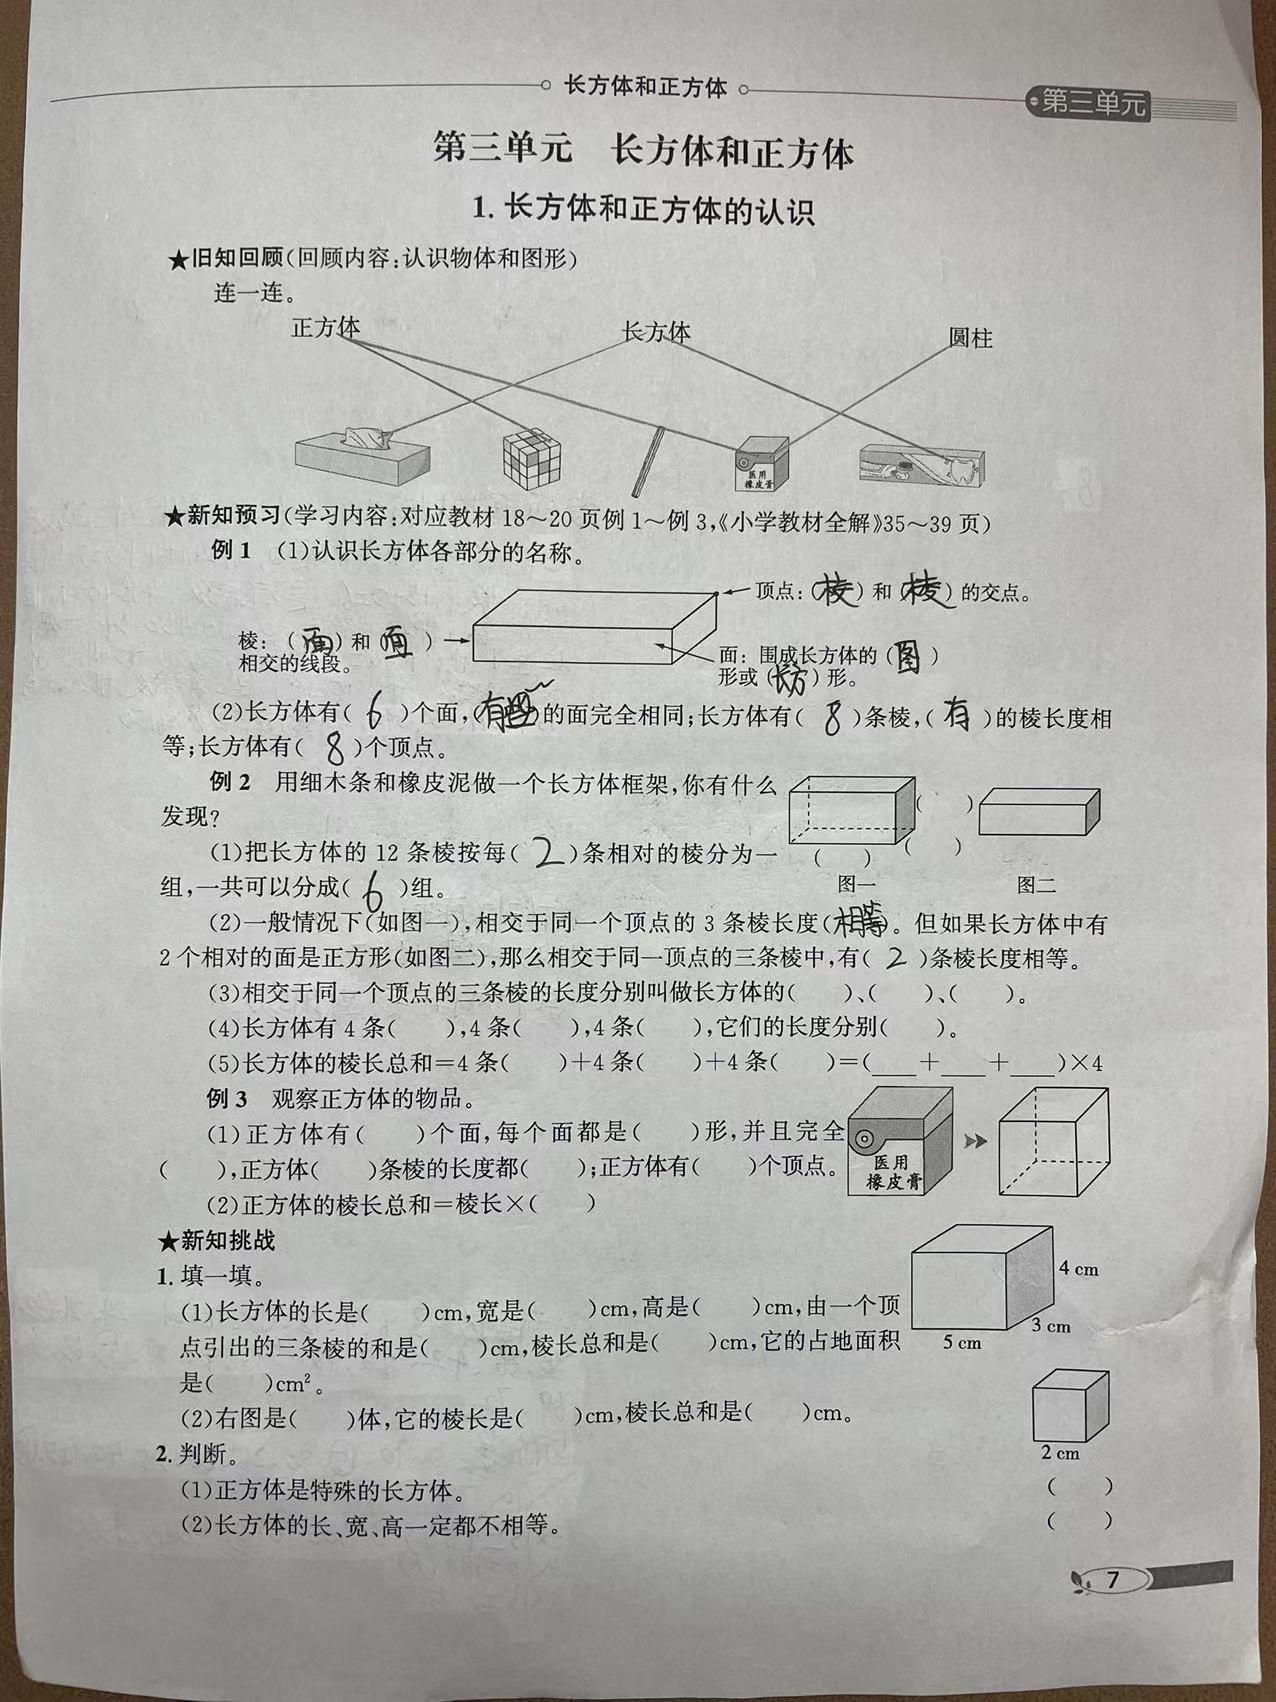 长方体和正方体
第三单元
第三单元 长方体和正方体
1. 长方体和正方体的认识
★旧知回顾(回顾内容:认识物体和图形)
连一连。
正方体 长方体 圆柱
医用
橡皮膏
★新知预习(学习内容:对应教材18~20页例1~例3,《小学教材全解》35~39页)
例1 (1)认识长方体各部分的名称。
顶点:(棱)和(棱)的交点。
棱:(面)和(面)
相交的线段。
面:围成长方体的(图)
形或(长方)形。
(2)长方体有( 6 )个面,(有)的面完全相同;长方体有( 8 )条棱,( 有 )的棱长度相
等;长方体有( 8 )个顶点。
例2 用细木条和橡皮泥做一个长方体框架,你有什么
发现?
( )
( )
( )
图一 图二
(1)把长方体的12条棱按每( 2 )条相对的棱分为一
组,一共可以分成( 6 )组。
(2)一般情况下(如图一),相交于同一个顶点的3条棱长度(相等)。但如果长方体中有
2个相对的面是正方形(如图二),那么相交于同一顶点的三条棱中,有( 2 )条棱长度相等。
(3)相交于同一个顶点的三条棱的长度分别叫做长方体的( )、( )、( )。
(4)长方体有4条( ),4条( ),4条( ),它们的长度分别( )。
(5)长方体的棱长总和=4条( )+4条( )+4条( )=(___+___+___)×4
例3 观察正方体的物品。
(1)正方体有( )个面,每个面都是( )形,并且完全
( ),正方体( )条棱的长度都( );正方体有( )个顶点。
医用
橡皮膏
(2)正方体的棱长总和=棱长×( )
★新知挑战
1. 填一填。
(1)长方体的长是( )cm,宽是( )cm,高是( )cm,由一个顶
点引出的三条棱的和是( )cm,棱长总和是( )cm,它的占地面积
是( )cm²。
4 cm
3 cm
5 cm
(2)右图是( )体,它的棱长是( )cm,棱长总和是( )cm。
2 cm
2. 判断。
(1)正方体是特殊的长方体。 ( )
(2)长方体的长、宽、高一定都不相等。 ( )
7